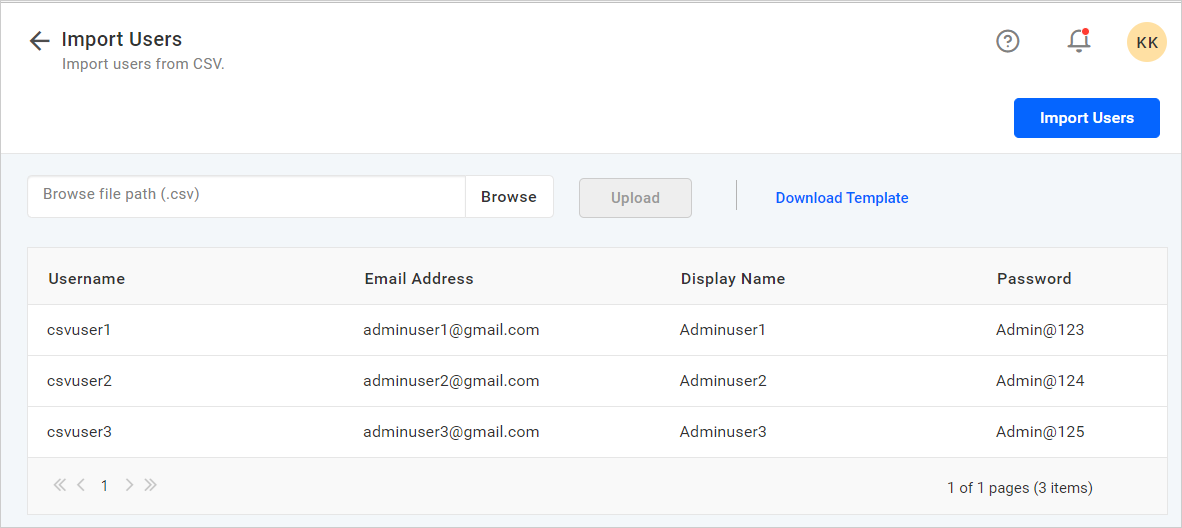 Import Users
Import users from CSV.
KK
Import Users
Browse file path (.csv) Browse Upload Download Template
Username Email Address Display Name Password
csvuser1 adminuser1@gmail.com Adminuser1 Admin@123
csvuser2 adminuser2@gmail.com Adminuser2 Admin@124
csvuser3 adminuser3@gmail.com Adminuser3 Admin@125
1 1 of 1 pages (3 items)